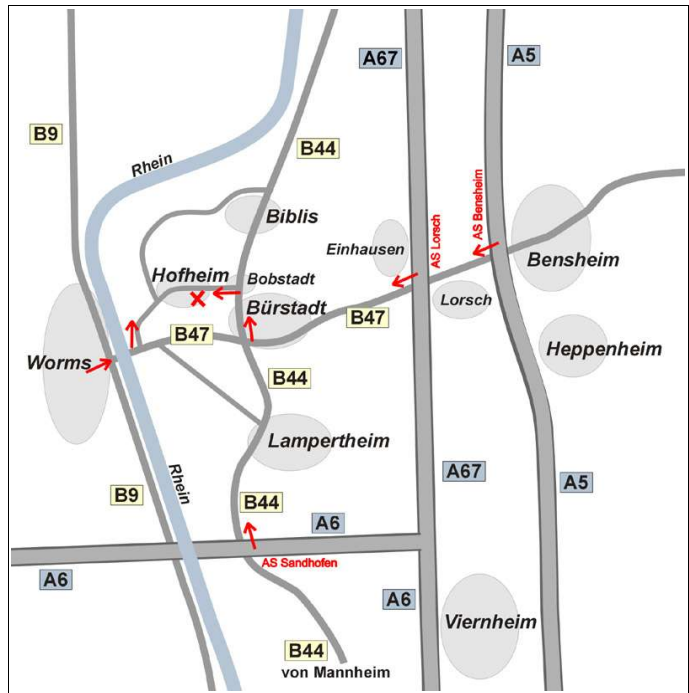 A67
A5
B9
B44
Rhein
AS Bensheim
AS Lorsch
Biblis
Einhausen
Bensheim
Hofheim
Bobstadt
Lorsch
Bürstadt
B47
B47
Heppenheim
Worms
B44
Lampertheim
Rhein
A67
A5
B9
B44
A6
AS Sandhofen
A6
A6
Viernheim
B44
von Mannheim